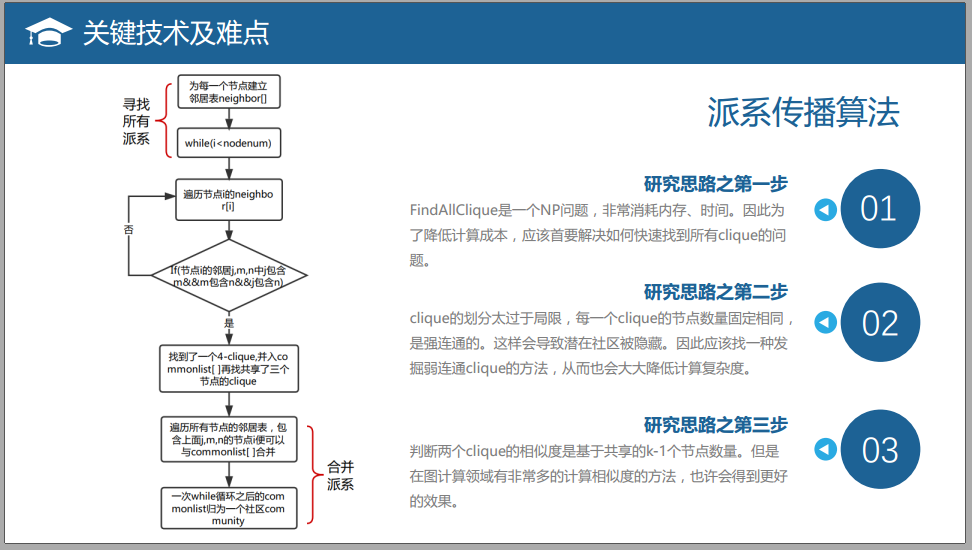 关键技术及难点
寻找
所有
派系
为每一个节点建立
邻居表neighbor[]
while(i<nodenum)
遍历节点i的neighbo
r[i]
否
If(节点i的邻居j,m,n中j包含
m&&m包含n&&j包含n)
是
找到了一个4-clique,并入co
mmonlist[ ]再找共享了三个
节点的clique
遍历所有节点的邻居表，包
含上面j,m,n的节点i便可以
与commonlist[ ]合并
合并
派系
一次while循环之后的com
monlist归为一个社区com
munity
派系传播算法
研究思路之第一步
FindAllClique是一个NP问题，非常消耗内存、时间。因此为
了降低计算成本，应该首要解决如何快速找到所有clique的问
题。
01
研究思路之第二步
clique的划分太过于局限，每一个clique的节点数量固定相同，
是强连通的。这样会导致潜在社区被隐藏。因此应该找一种发
掘弱连通clique的方法，从而也会大大降低计算复杂度。
02
研究思路之第三步
判断两个clique的相似度是基于共享的k-1个节点数量。但是
在图计算领域有非常多的计算相似度的方法，也许会得到更好
的效果。
03